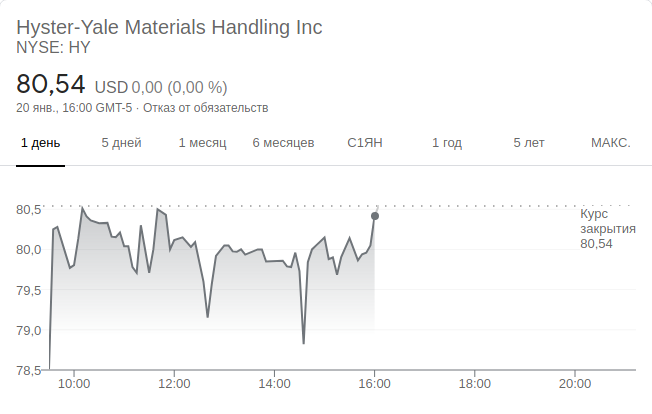 Hyster-Yale Materials Handling Inc
NYSE: HY
80,54 USD 0,00 (0,00 %)
20 янв., 16:00 GMT-5 · Отказ от обязательств
1 день 5 дней 1 месяц 6 месяцев С1ЯН 1 год 5 лет МАКС.
80,5
Курс
закрытия
80,54
80,0
79,5
79,0
78,5
10:00 12:00 14:00 16:00 18:00 20:00